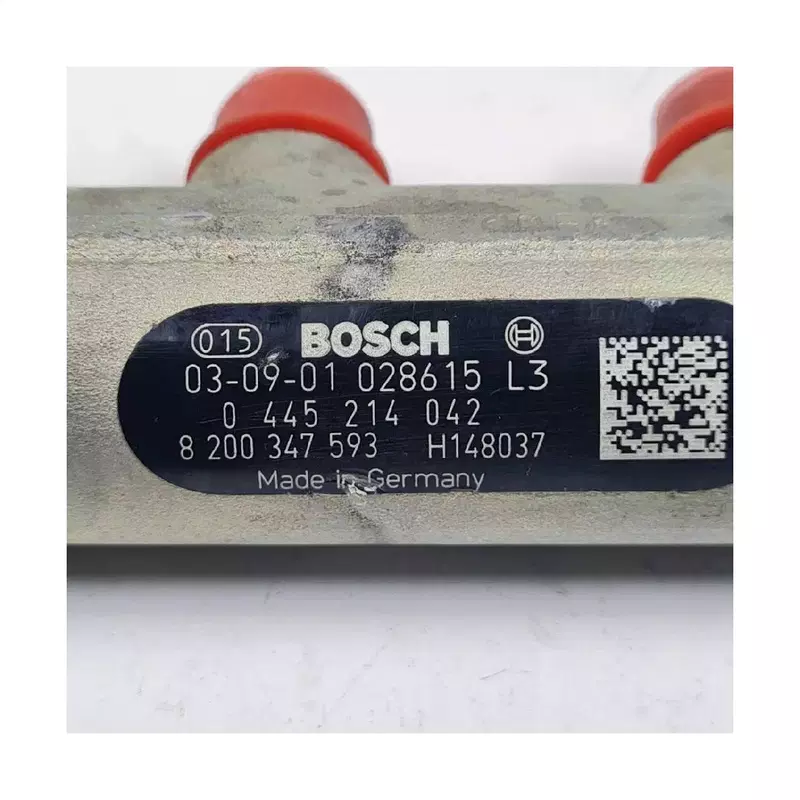 015 BOSCH
03-09-01 028615 L3
0 445 214 042
8 200 347 593 H148037
Made in Germany